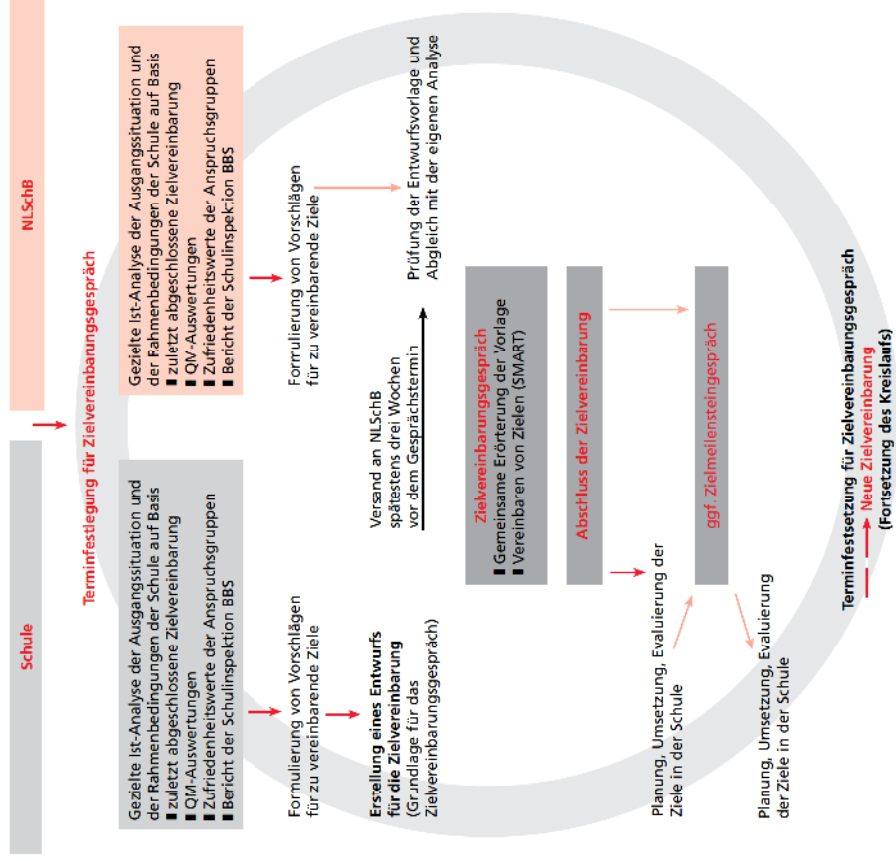 Schule
NLSchB
Terminfestlegung für Zielvereinbarungsgespräch
Gezielte Ist-Analyse der Ausgangssituation und
der Rahmenbedingungen der Schule auf Basis
■ zuletzt abgeschlossene Zielvereinbarung
■ QM-Auswertungen
■ Zufriedenheitswerte der Anspruchsgruppen
■ Bericht der Schulinspektion BBS
Gezielte Ist-Analyse der Ausgangssituation und
der Rahmenbedingungen der Schule auf Basis
■ zuletzt abgeschlossene Zielvereinbarung
■ QM-Auswertungen
■ Zufriedenheitswerte der Anspruchsgruppen
■ Bericht der Schulinspektion BBS
Formulierung von Vorschlägen
für zu vereinbarende Ziele
Formulierung von Vorschlägen
für zu vereinbarende Ziele
Erstellung eines Entwurfs
für die Zielvereinbarung
(Grundlage für das
Zielvereinbarungsgespräch)
Versand an NLSchB
spätestens drei Wochen
vor dem Gesprächstermin
Prüfung der Entwurfsvorlage und
Abgleich mit der eigenen Analyse
Zielvereinbarungsgespräch
■ Gemeinsame Erörterung der Vorlage
■ Vereinbaren von Zielen (SMART)
Abschluss der Zielvereinbarung
Planung, Umsetzung, Evaluierung der
Ziele in der Schule
ggf. Zielmeilensteingespräch
Planung, Umsetzung, Evaluierung
der Ziele in der Schule
Terminfestsetzung für Zielvereinbarungsgespräch
Neue Zielvereinbarung
(Fortsetzung des Kreislaufs)